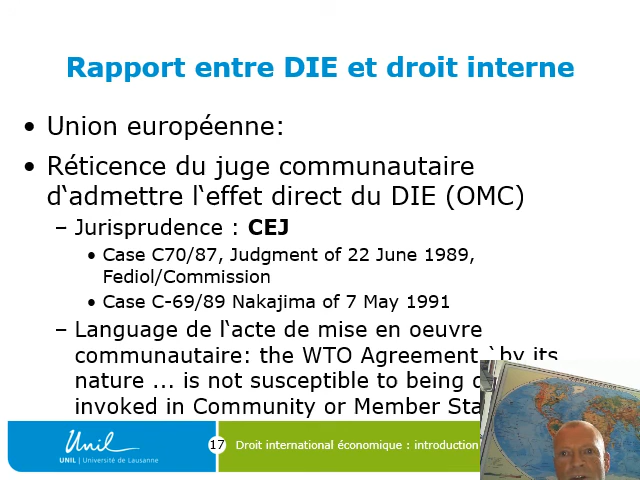 Rapport entre DIE et droit interne
• Union européenne:
• Réticence du juge communautaire
d‘admettre l‘effet direct du DIE (OMC)
– Jurisprudence : CEJ
• Case C70/87, Judgment of 22 June 1989,
Fediol/Commission
• Case C-69/89 Nakajima of 7 May 1991
– Language de l‘acte de mise en oeuvre
communautaire: the WTO Agreement, `by its
nature ... is not susceptible to being
invoked in Community or Member
Unil
UNIL | Université de Lausanne
17
Droit international économique : introduction